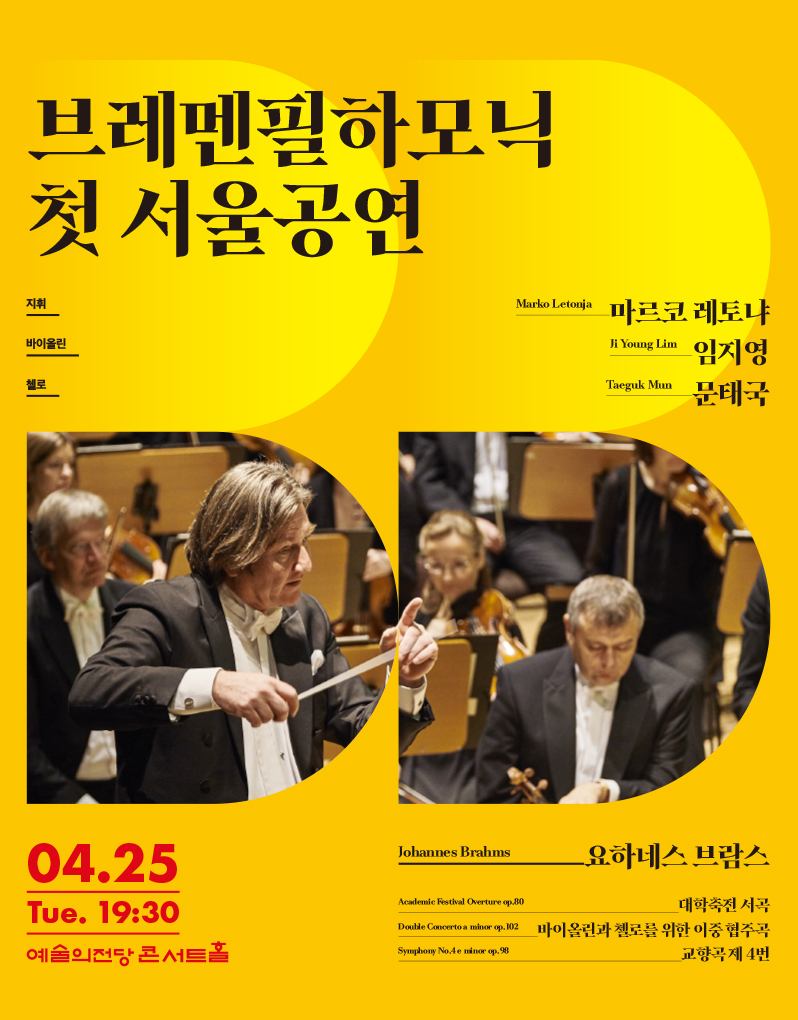 브레멘필하모닉
첫 서울공연
지휘 Marko Letonja 마르코 레토냐
바이올린 Ji Young Lim 임지영
첼로 Taeguk Mun 문태국
04.25
Tue. 19:30
예술의전당 콘서트홀
Johannes Brahms 요하네스 브람스
Academic Festival Overture op.80 대학축전 서곡
Double Concerto a minor op.102 바이올린과 첼로를 위한 이중 협주곡
Symphony No.4 e minor op.98 교향곡 제 4번